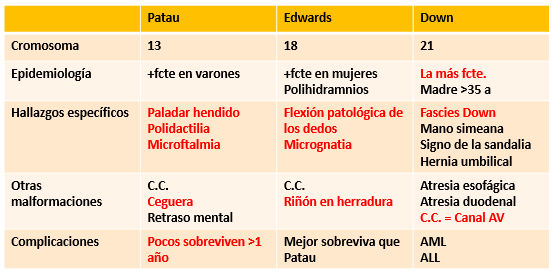 Patau Edwards Down
Cromosoma 13 18 21
Epidemiología +fcte en varones +fcte en mujeres La más fcte.
Polihidramnios Madre >35 a
Hallazgos específicos Paladar hendido Flexión patológica de Fascies Down
Polidactilia los dedos Mano simeana
Microftalmia Micrognatia Signo de la sandalia
Hernia umbilical
Otras C.C. C.C. Atresia esofágica
malformaciones Ceguera Riñón en herradura Atresia duodenal
Retraso mental C.C. = Canal AV
Complicaciones Pocos sobreviven >1 Mejor sobreviva que AML
año Patau ALL